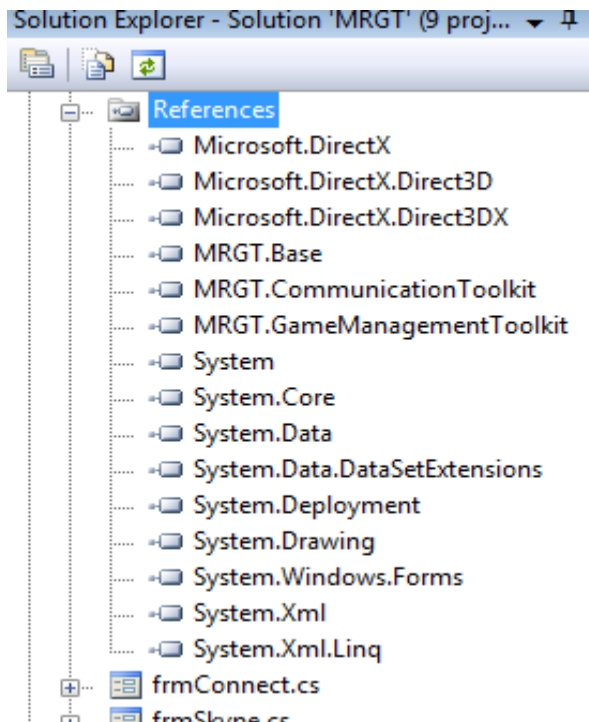 Solution Explorer - Solution 'MRGT' (9 proj...
References
Microsoft.DirectX
Microsoft.DirectX.Direct3D
Microsoft.DirectX.Direct3DX
MRGT.Base
MRGT.CommunicationToolkit
MRGT.GameManagementToolkit
System
System.Core
System.Data
System.Data.DataSetExtensions
System.Deployment
System.Drawing
System.Windows.Forms
System.Xml
System.Xml.Linq
frmConnect.cs
frmSkype.cs